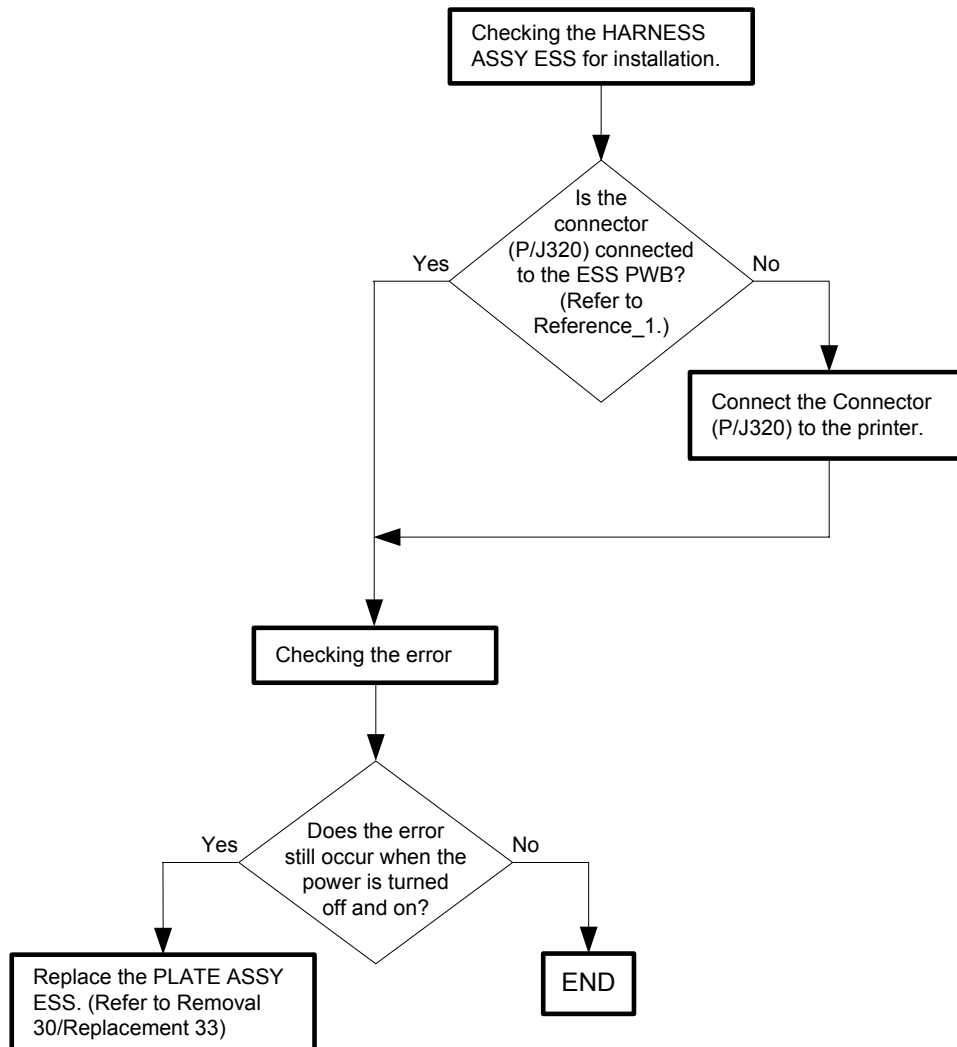 Checking the HARNESS
ASSY ESS for installation.
Is the
connector
(P/J320) connected
to the ESS PWB?
(Refer to
Reference_1.)
Yes
No
Connect the Connector
(P/J320) to the printer.
Checking the error
Does the error
still occur when the
power is turned
off and on?
Yes
No
Replace the PLATE ASSY
ESS. (Refer to Removal
30/Replacement 33)
END